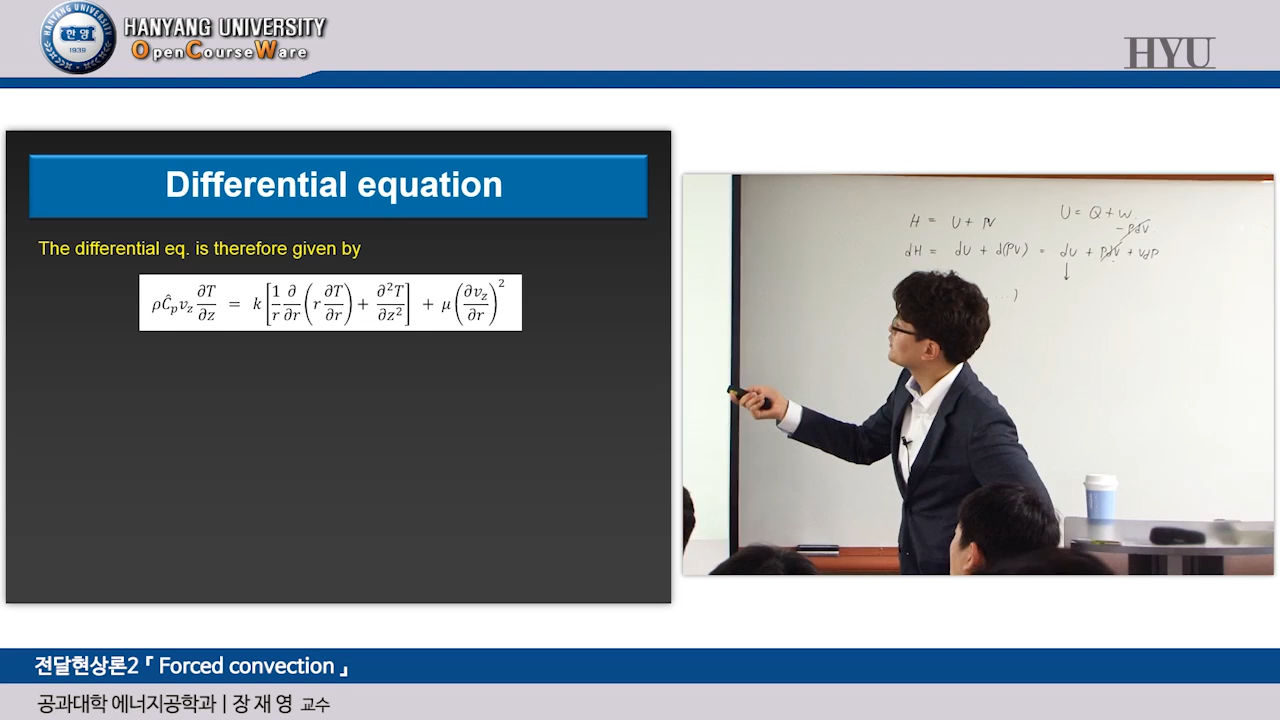 HANYANG UNIVERSITY
OpenCourseWare
HANYANG UNIVERSITY
한양
1939
HYU
Differential equation
The differential eq. is therefore given by
ρĈ_p v_z ∂T/∂z = k[1/r ∂/∂r(r ∂T/∂r) + ∂²T/∂z²] + μ(∂v_z/∂r)²
H = U + PV
U = Q + W
-PdV
dH = dU + d(PV) = dU + PdV + VdP
↓
...)
전달현상론2 「 Forced convection 」
공과대학 에너지공학과 | 장 재 영 교수